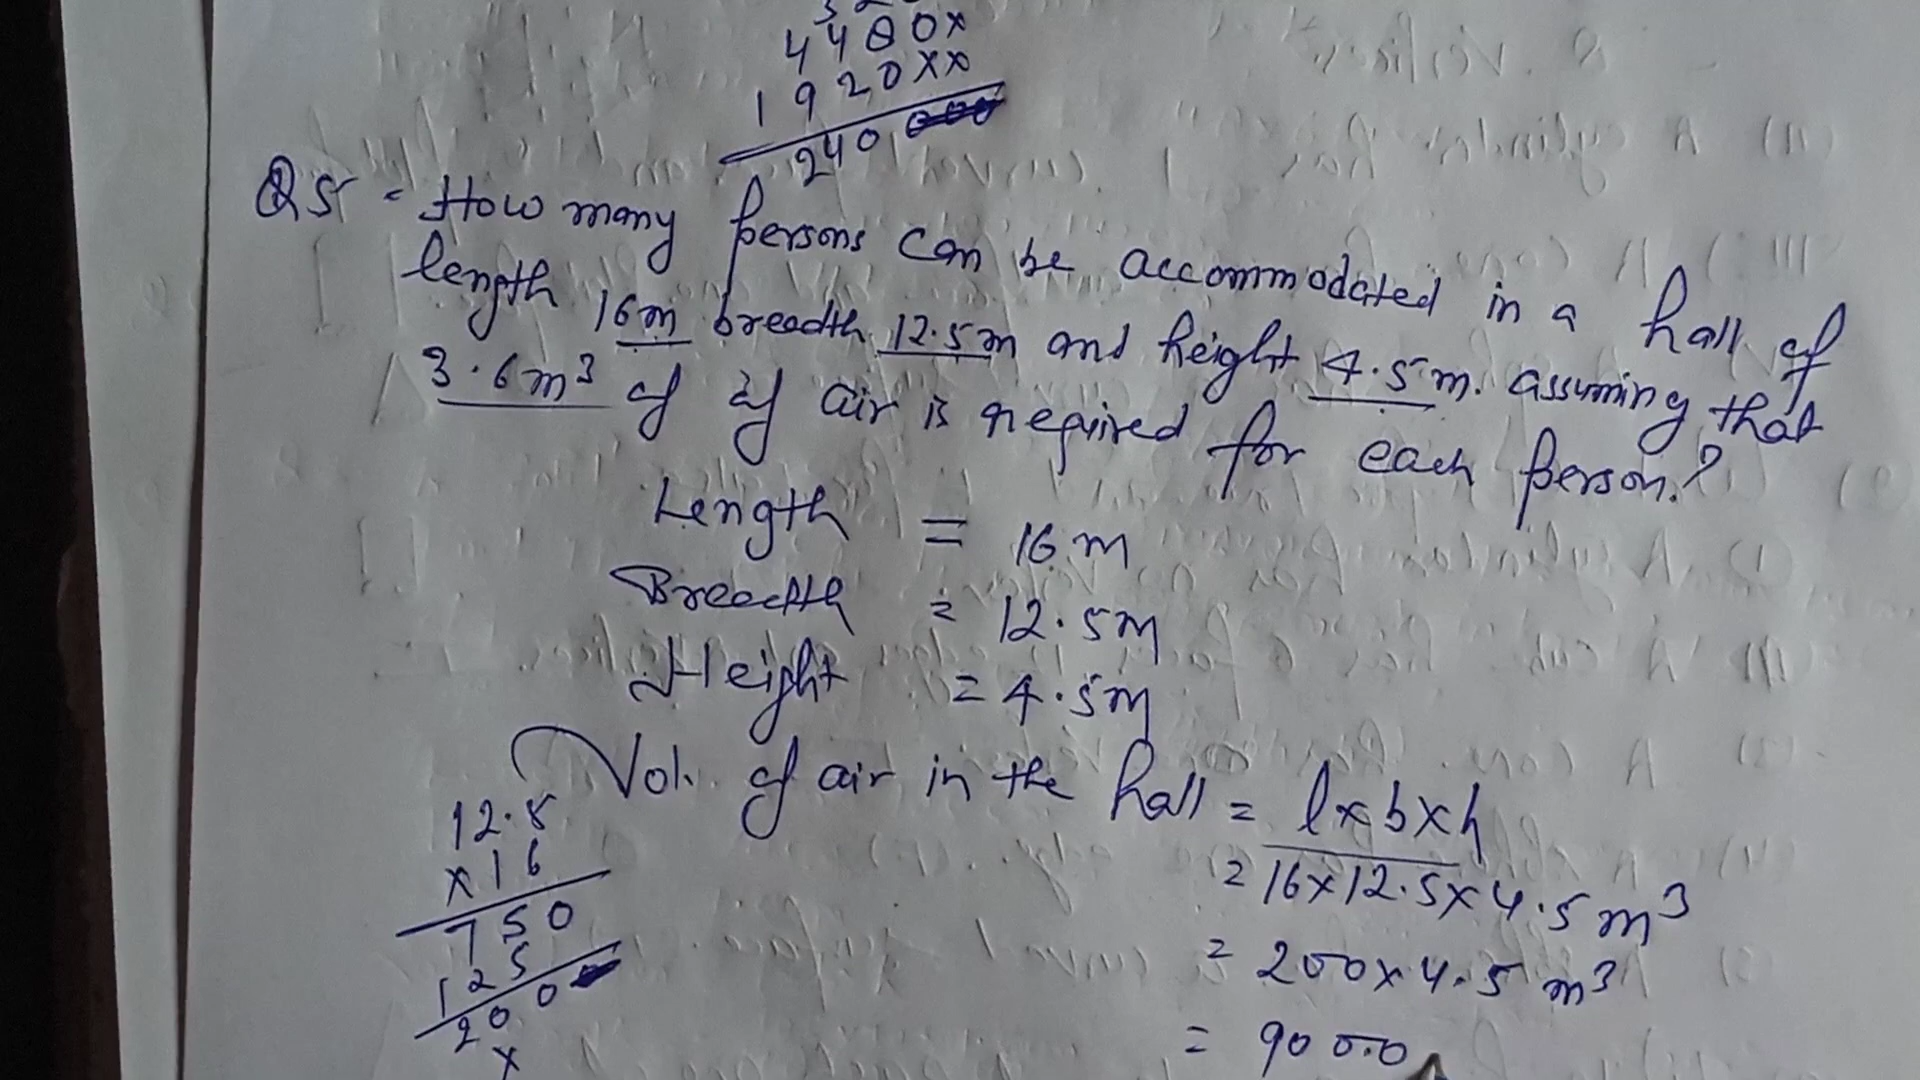 4480x
1920xx
240
Q5 - How many persons can be accommodated in a hall of
length 16m breadth 12.5m and height 4.5m. assuming that
3.6m³ of of air is required for each person?
Length = 16m
Breadth = 12.5m
Height = 4.5m
Vol. of air in the hall = l×b×h
= 16×12.5×4.5 m³
= 200×4.5 m³
= 900.0
12.5
×16
750
125
200
x